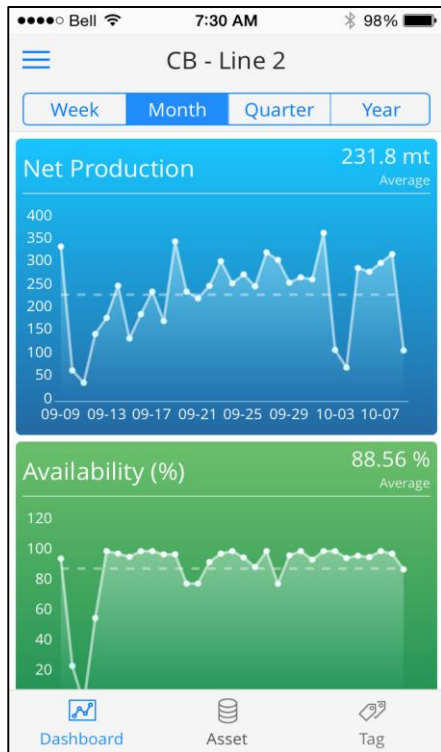 Bell 7:30 AM 98%
CB - Line 2
Week Month Quarter Year
Net Production 231.8 mt
Average
400
350
300
250
200
150
100
50
0
09-09 09-13 09-17 09-21 09-25 09-29 10-03 10-07
Availability (%) 88.56 %
Average
120
100
80
60
40
20
Dashboard Asset Tag